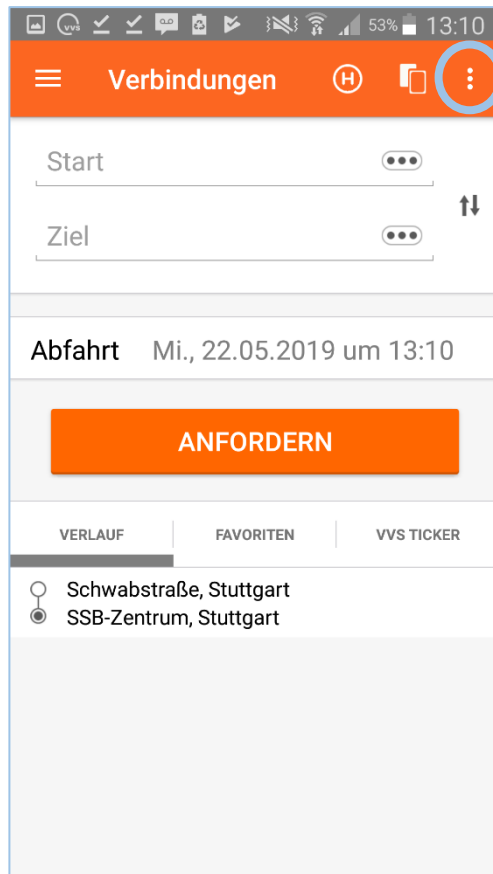 VVS 53% 13:10
Verbindungen H
Start
Ziel
Abfahrt Mi., 22.05.2019 um 13:10
ANFORDERN
VERLAUF FAVORITEN VVS TICKER
Schwabstraße, Stuttgart
SSB-Zentrum, Stuttgart